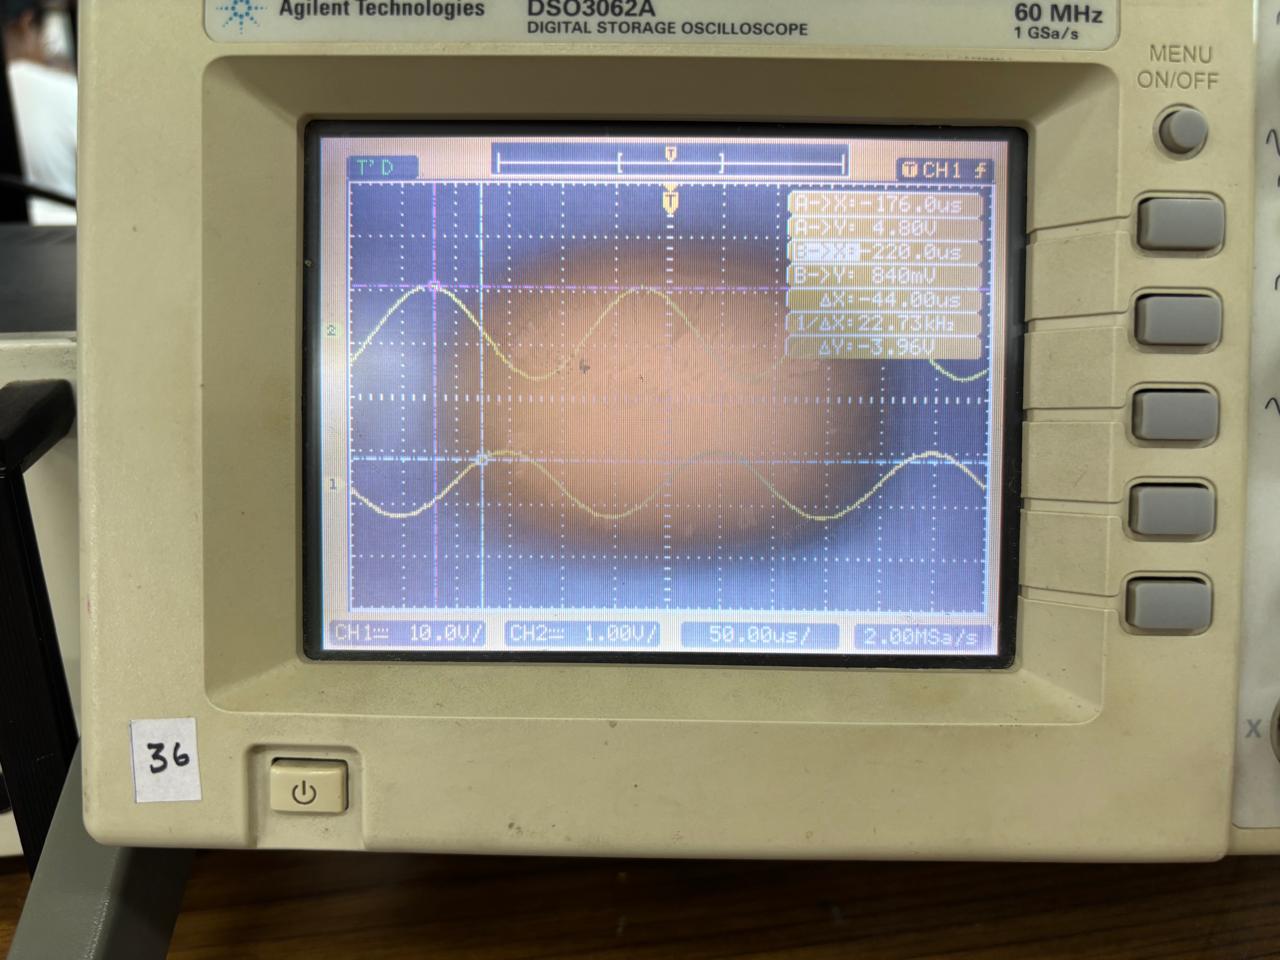 Agilent Technologies
DSO3062A
DIGITAL STORAGE OSCILLOSCOPE
60 MHz
1 GSa/s
MENU
ON/OFF
T'D
T
T CH1
T
A->X:-176.0us
A->Y: 4.80V
B->X:-220.0us
B->Y: 840mV
ΔX:-44.00us
1/ΔX:22.73kHz
ΔY:-3.96V
2
1
CH1 10.0V/
CH2 1.00V/
50.00us/
2.00MSa/s
36
X